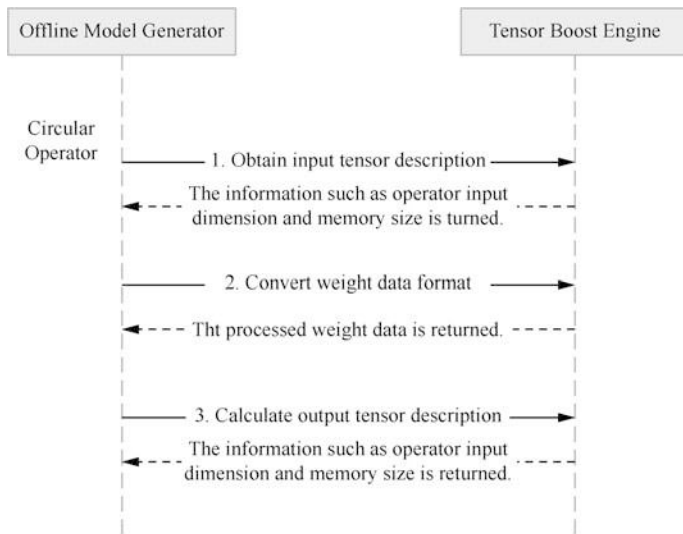 Offline Model Generator
Tensor Boost Engine
Circular
Operator
1. Obtain input tensor description
The information such as operator input
dimension and memory size is turned.
2. Convert weight data format
Tht processed weight data is returned.
3. Calculate output tensor description
The information such as operator input
dimension and memory size is returned.